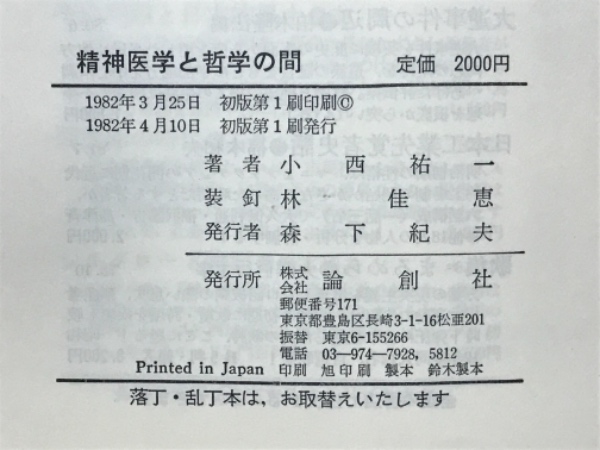 精神医学と哲学の間 定価 2000円
1982年3月25日 初版第1刷印刷©
1982年4月10日 初版第1刷発行
著者 小西祐一
装釘 林佳恵
発行者 森下紀夫
発行所 株式会社 論創社
郵便番号171
東京都豊島区長崎3-1-16松亜201
振替 東京6-155266
電話 03-974-7928, 5812
Printed in Japan 印刷 旭印刷 製本 鈴木製本
落丁・乱丁本は，お取替えいたします